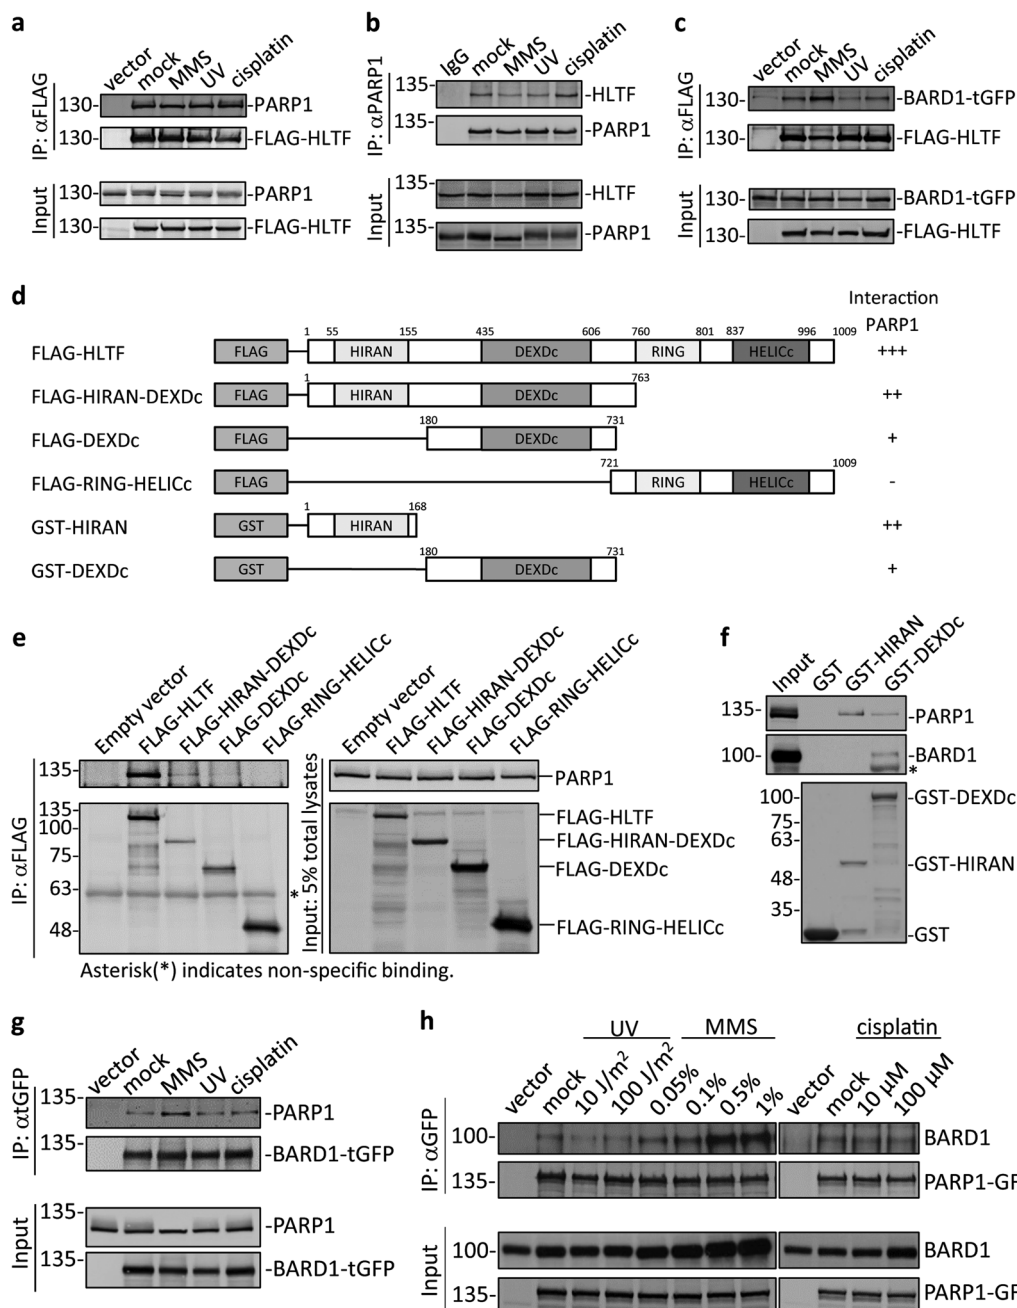 a
vector
mock
MMS
UV
cisplatin
IP: αFLAG
130-
-PARP1
130-
-FLAG-HLTF
Input
130-
-PARP1
130-
-FLAG-HLTF
b
IgG
mock
MMS
UV
cisplatin
IP: αPARP1
135-
-HLTF
135-
-PARP1
Input
135-
-HLTF
135-
-PARP1
c
vector
mock
MMS
UV
cisplatin
IP: αFLAG
130-
-BARD1-tGFP
130-
-FLAG-HLTF
Input
130-
-BARD1-tGFP
130-
-FLAG-HLTF
d
Interaction
PARP1
1 55 155 435 606 760 801 837 996 1009
FLAG-HLTF FLAG HIRAN DEXDc RING HELICc +++
1 763
FLAG-HIRAN-DEXDc FLAG HIRAN DEXDc ++
180 731
FLAG-DEXDc FLAG DEXDc +
721 1009
FLAG-RING-HELICc FLAG RING HELICc -
1 168
GST-HIRAN GST HIRAN ++
180 731
GST-DEXDc GST DEXDc +
e
Empty vector
FLAG-HLTF
FLAG-HIRAN-DEXDc
FLAG-DEXDc
FLAG-RING-HELICc
IP: αFLAG
135-
135-
100-
75-
63-
*
48-
Empty vector
FLAG-HLTF
FLAG-HIRAN-DEXDc
FLAG-DEXDc
FLAG-RING-HELICc
Input: 5% total lysates
PARP1
FLAG-HLTF
FLAG-HIRAN-DEXDc
FLAG-DEXDc
FLAG-RING-HELICc
Asterisk(*) indicates non-specific binding.
f
Input
GST
GST-HIRAN
GST-DEXDc
135-
-PARP1
100-
-BARD1
*
100-
-GST-DEXDc
75-
63-
-GST-HIRAN
48-
35-
-GST
g
vector
mock
MMS
UV
cisplatin
IP: αtGFP
135-
-PARP1
135-
-BARD1-tGFP
Input
135-
-PARP1
135-
-BARD1-tGFP
h
UV MMS cisplatin
vector
mock
10 J/m²
100 J/m²
0.05%
0.1%
0.5%
1%
vector
mock
10 μM
100 μM
IP: αGFP
100- BARD1
135- PARP1-GF
Input
100- BARD1
135- PARP1-GF